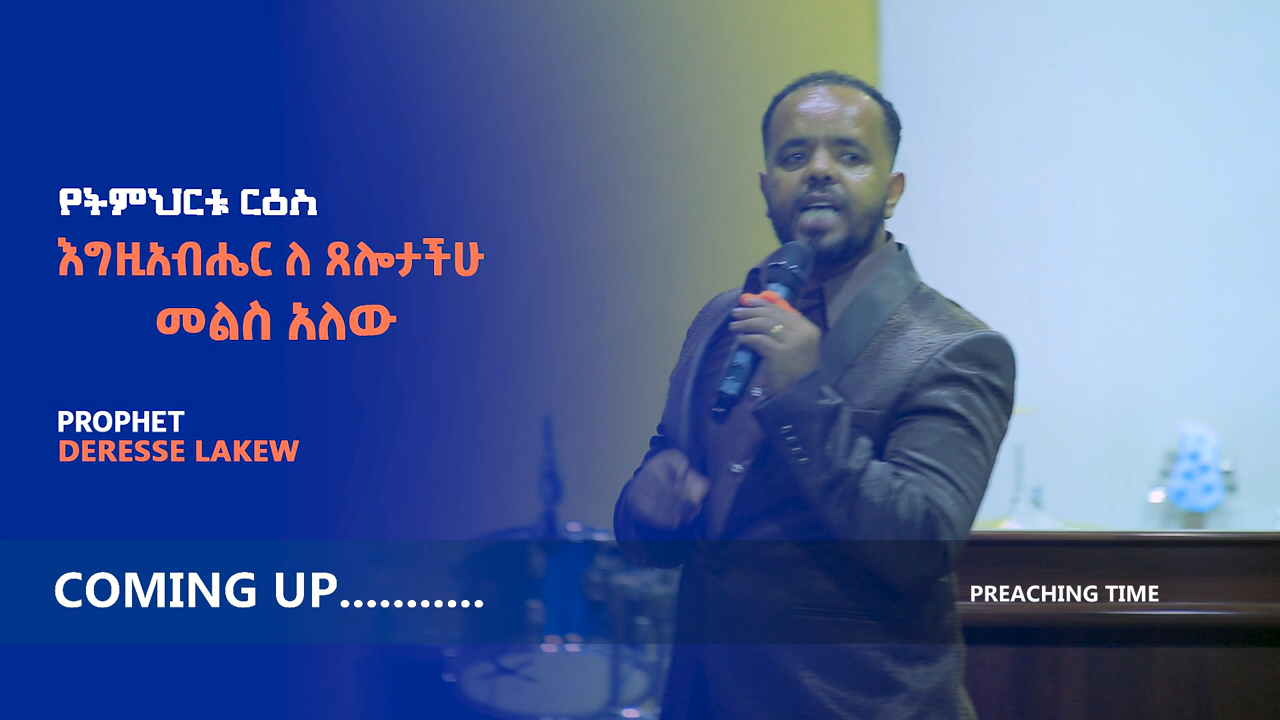 የትምህርቱ ርዕስ
እግዚአብሔር ለ ጸሎታችሁ
መልስ አለው
PROPHET
DERESSE LAKEW
COMING UP...........
PREACHING TIME